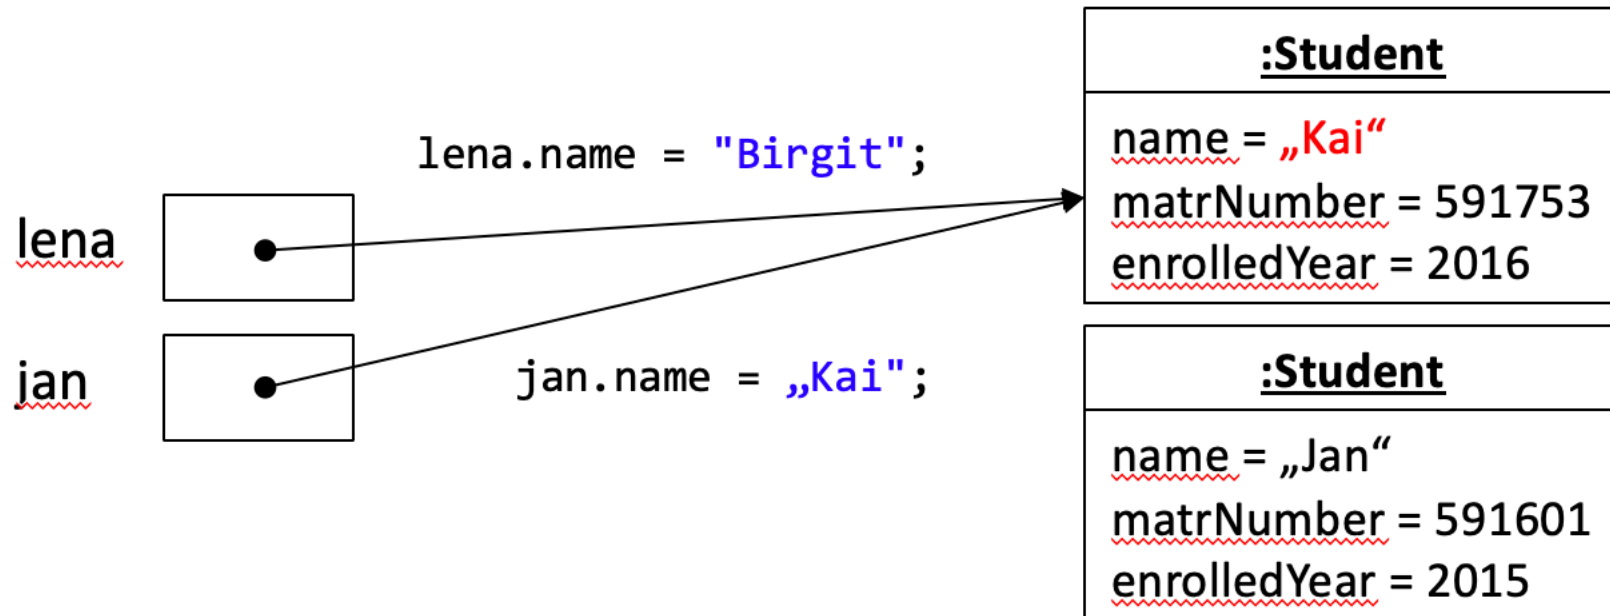 :Student
lena.name = "Birgit";
name = „Kai“
matrNumber = 591753
lena
enrolledYear = 2016
jan
jan.name = „Kai";
:Student
name = „Jan“
matrNumber = 591601
enrolledYear = 2015